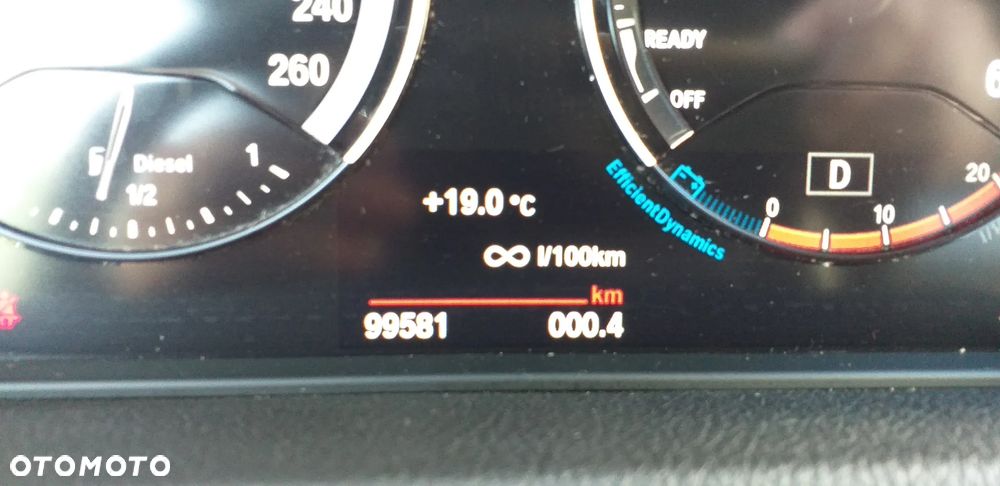 240
260
READY
OFF
6
Diesel
1
1/2
+19.0 °C
∞ l/100km
km
99581 000.4
EfficientDynamics
D
0
10
20
OTOMOTO